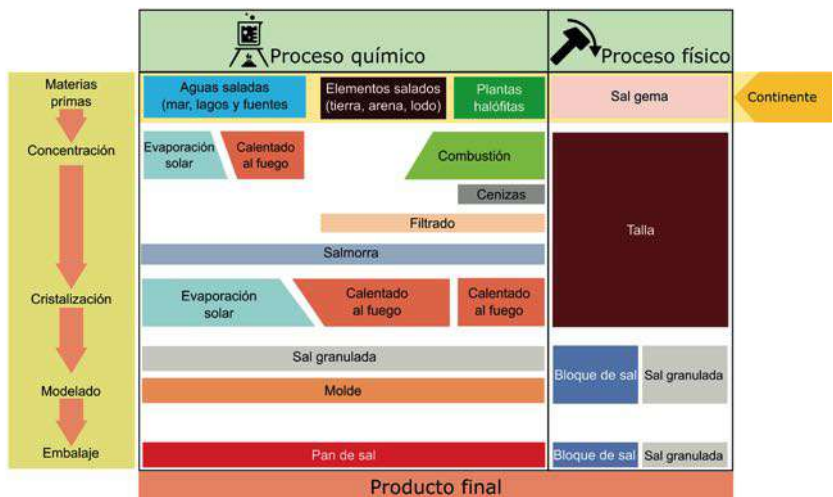 Proceso químico
Proceso físico
Materias
primas
Aguas saladas
(mar, lagos y fuentes
Elementos salados
(tierra, arena, lodo)
Plantas
halófitas
Sal gema
Continente
Concentración
Evaporación
solar
Calentado
al fuego
Combustión
Cenizas
Filtrado
Talla
Salmorra
Cristalización
Evaporación
solar
Calentado
al fuego
Calentado
al fuego
Sal granulada
Bloque de sal
Sal granulada
Modelado
Molde
Embalaje
Pan de sal
Bloque de sal
Sal granulada
Producto final